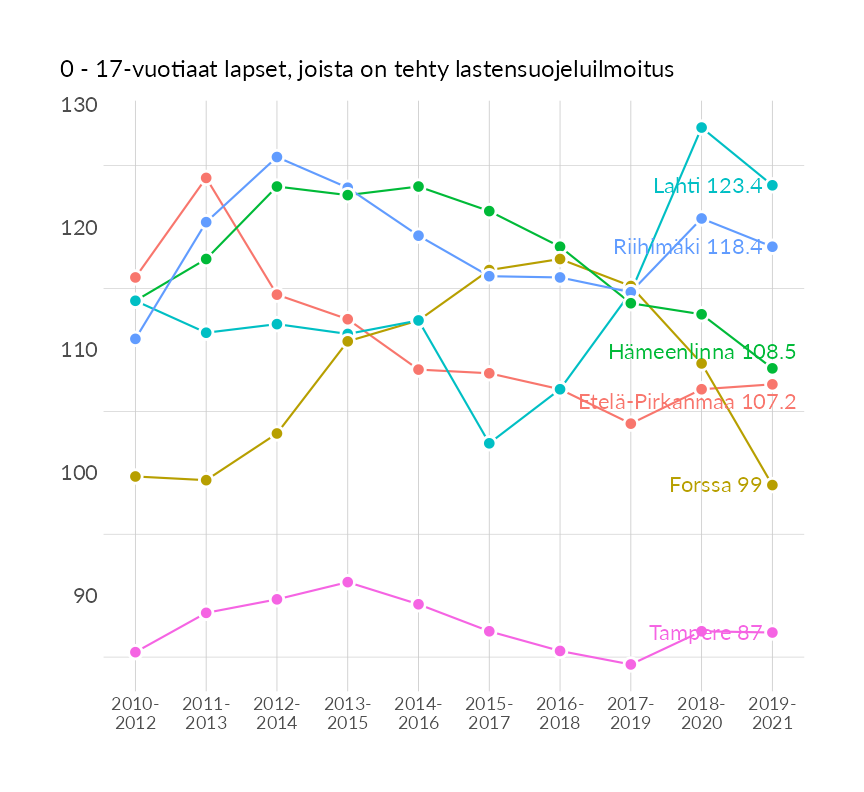 0 - 17-vuotiaat lapset, joista on tehty lastensuojeluilmoitus
130
120
110
100
90
Lahti 123.4
Riihimäki 118.4
Hämeenlinna 108.5
Etelä-Pirkanmaa 107.2
Forssa 99
Tampere 87
2010- 2011- 2012- 2013- 2014- 2015- 2016- 2017- 2018- 2019-
2012 2013 2014 2015 2016 2017 2018 2019 2020 2021